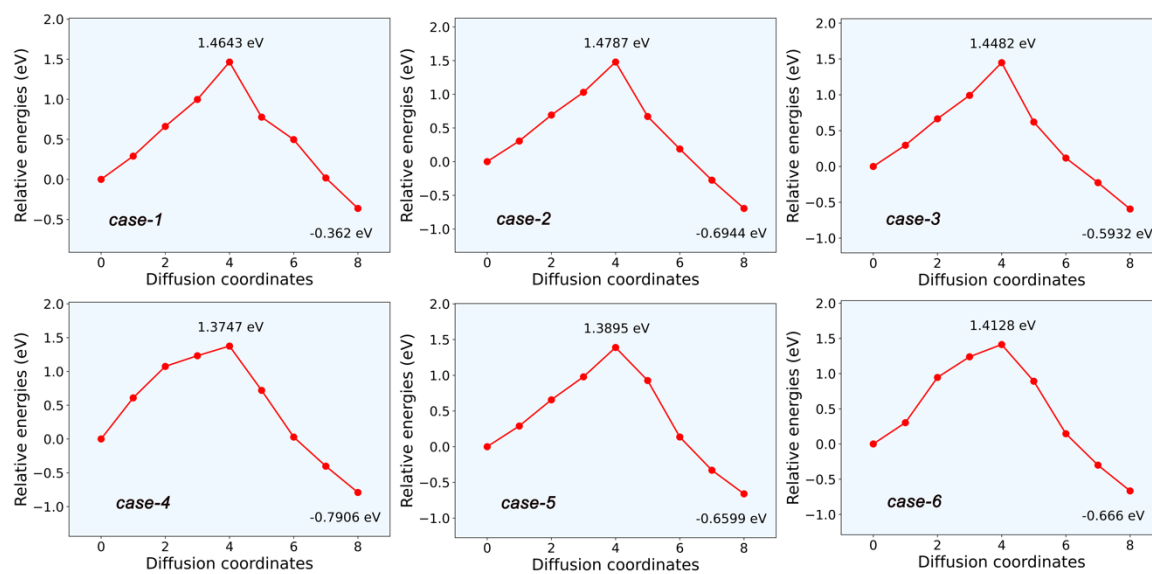 2.0
1.5
1.0
0.5
0.0
−0.5
Relative energies (eV)
1.4643 eV
case-1
-0.362 eV
0 2 4 6 8
Diffusion coordinates
2.0
1.5
1.0
0.5
0.0
−0.5
−1.0
Relative energies (eV)
1.4787 eV
case-2
-0.6944 eV
0 2 4 6 8
Diffusion coordinates
2.0
1.5
1.0
0.5
0.0
−0.5
−1.0
Relative energies (eV)
1.4482 eV
case-3
-0.5932 eV
0 2 4 6 8
Diffusion coordinates
2.0
1.5
1.0
0.5
0.0
−0.5
−1.0
Relative energies (eV)
1.3747 eV
case-4
-0.7906 eV
0 2 4 6 8
Diffusion coordinates
2.0
1.5
1.0
0.5
0.0
−0.5
−1.0
Relative energies (eV)
1.3895 eV
case-5
-0.6599 eV
0 2 4 6 8
Diffusion coordinates
2.0
1.5
1.0
0.5
0.0
−0.5
−1.0
Relative energies (eV)
1.4128 eV
case-6
-0.666 eV
0 2 4 6 8
Diffusion coordinates